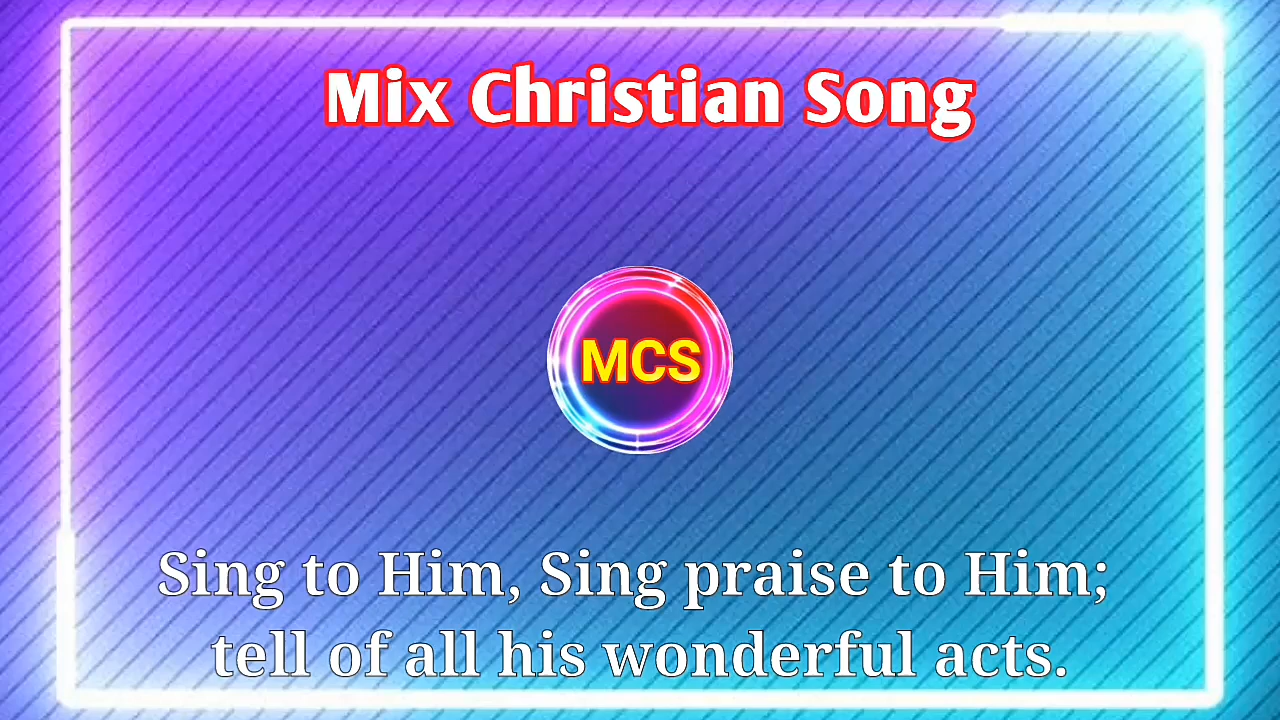 Mix Christian Song
MCS
Sing to Him, Sing praise to Him;
tell of all his wonderful acts.